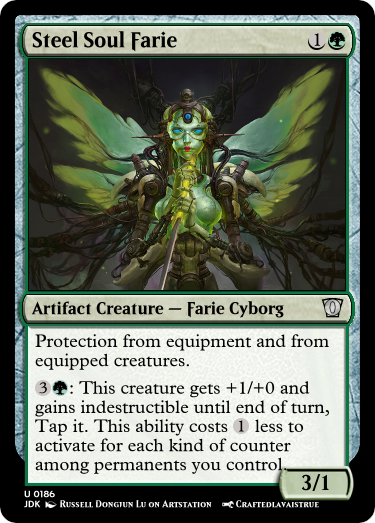 Steel Soul Farie 1
Artifact Creature — Farie Cyborg
Protection from equipment and from
equipped creatures.
3: This creature gets +1/+0 and
gains indestructible until end of turn,
Tap it. This ability costs 1 less to
activate for each kind of counter
among permanents you control.
3/1
U 0186
JDK Russell Dongjun Lu on Artstation Craftedlavaistrue